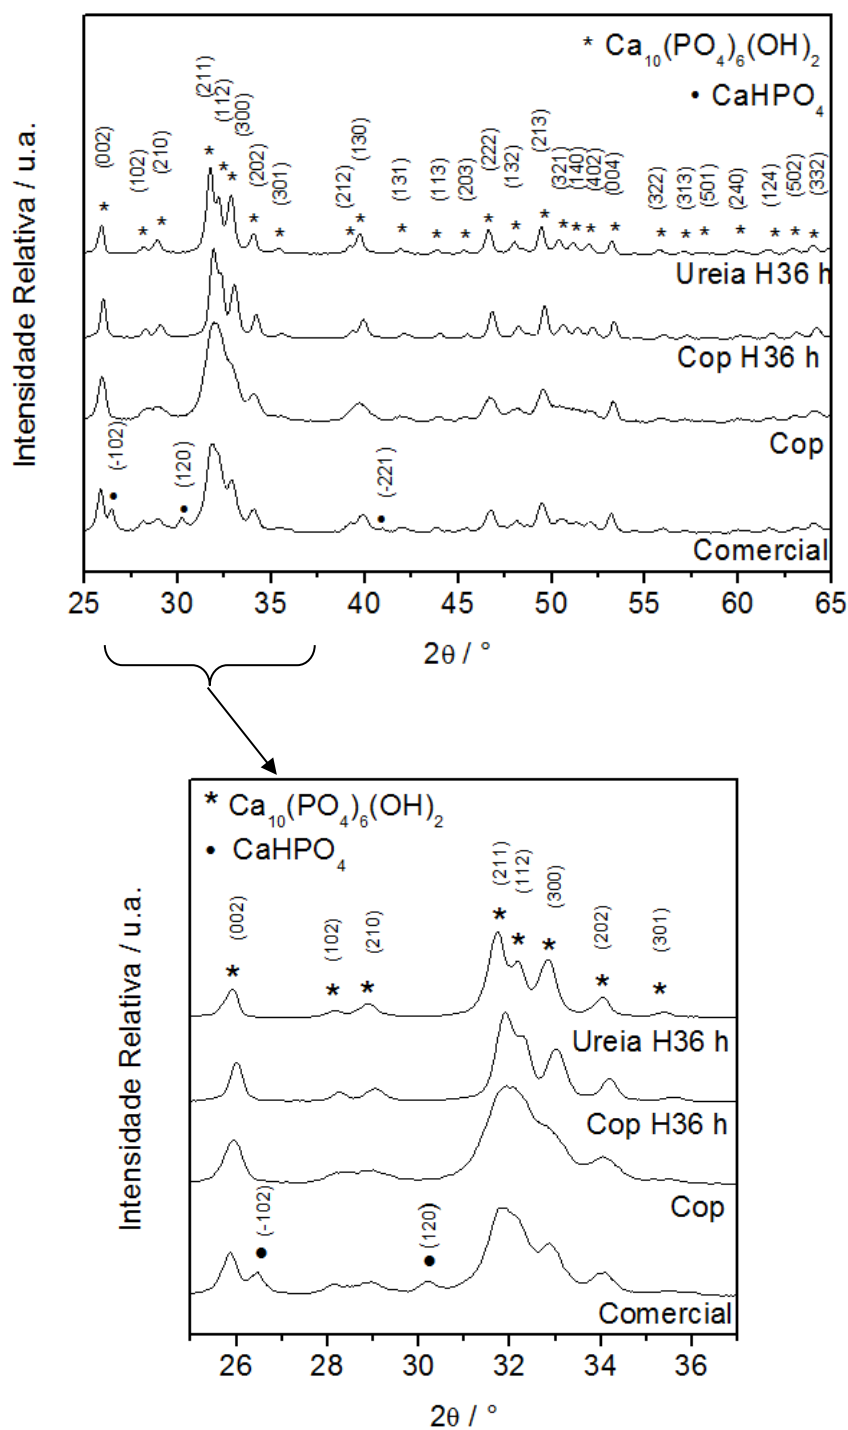 * Ca10(PO4)6(OH)2
• CaHPO4
Intensidade Relativa / u.a.
(002)
(102)
(210)
(211)
(112)
(300)
(202)
(301)
(212)
(130)
(131)
(113)
(203)
(222)
(132)
(213)
(321)
(140)
(402)
(004)
(322)
(313)
(501)
(240)
(124)
(502)
(332)
Ureia H36 h
Cop H36 h
Cop
(-102)
(120)
(-221)
Comercial
25 30 35 40 45 50 55 60 65
2θ / °
* Ca10(PO4)6(OH)2
• CaHPO4
Intensidade Relativa / u.a.
(002)
(102)
(210)
(211)
(112)
(300)
(202)
(301)
Ureia H36 h
Cop H36 h
Cop
(-102)
(120)
Comercial
26 28 30 32 34 36
2θ / °